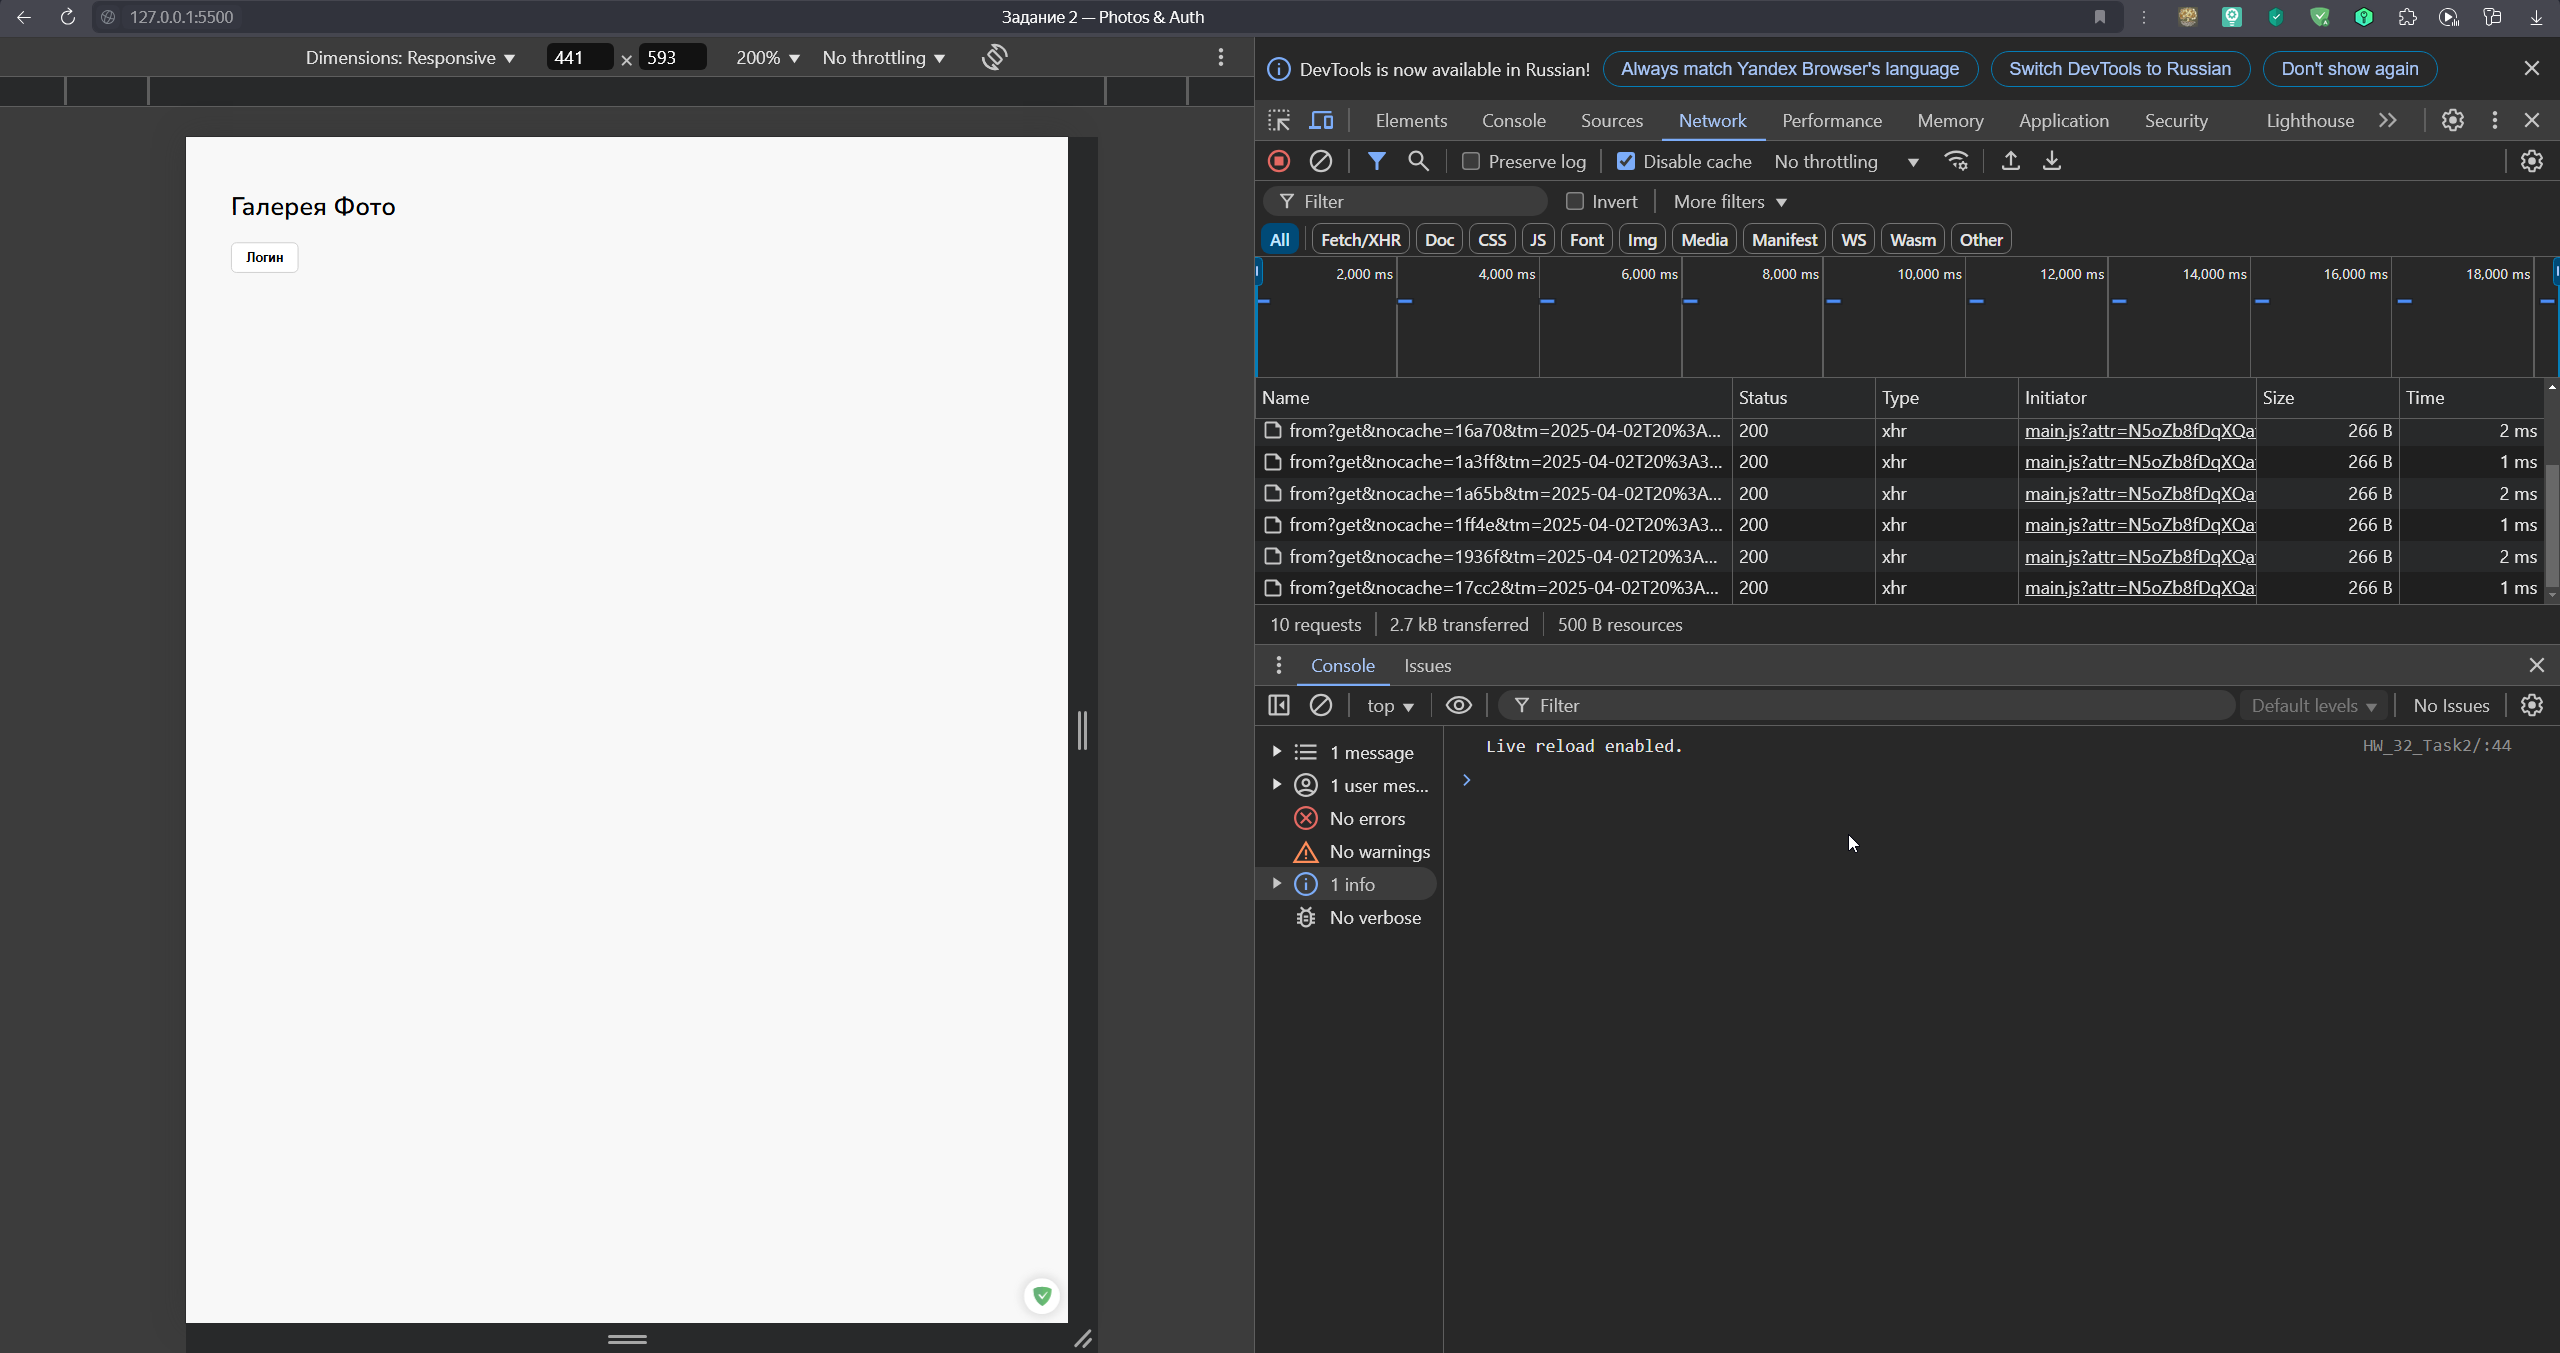 127.0.0.1:5500
Задание 2 — Photos & Auth
Dimensions: Responsive 441 × 593 200% No throttling
Галерея Фото
Логин
DevTools is now available in Russian! Always match Yandex Browser's language Switch DevTools to Russian Don't show again
Elements Console Sources Network Performance Memory Application Security Lighthouse
Preserve log Disable cache No throttling
Filter Invert More filters
All Fetch/XHR Doc CSS JS Font Img Media Manifest WS Wasm Other
2,000 ms 4,000 ms 6,000 ms 8,000 ms 10,000 ms 12,000 ms 14,000 ms 16,000 ms 18,000 ms
Name Status Type Initiator Size Time
from?get&nocache=16a70&tm=2025-04-02T20%3A... 200 xhr main.js?attr=N5oZb8fDqXQa 266 B 2 ms
from?get&nocache=1a3ff&tm=2025-04-02T20%3A3... 200 xhr main.js?attr=N5oZb8fDqXQa 266 B 1 ms
from?get&nocache=1a65b&tm=2025-04-02T20%3A... 200 xhr main.js?attr=N5oZb8fDqXQa 266 B 2 ms
from?get&nocache=1ff4e&tm=2025-04-02T20%3A3... 200 xhr main.js?attr=N5oZb8fDqXQa 266 B 1 ms
from?get&nocache=1936f&tm=2025-04-02T20%3A... 200 xhr main.js?attr=N5oZb8fDqXQa 266 B 2 ms
from?get&nocache=17cc2&tm=2025-04-02T20%3A... 200 xhr main.js?attr=N5oZb8fDqXQa 266 B 1 ms
10 requests 2.7 kB transferred 500 B resources
Console Issues
top Filter Default levels No Issues
1 message
1 user mes...
No errors
No warnings
1 info
No verbose
Live reload enabled. HW_32_Task2/:44